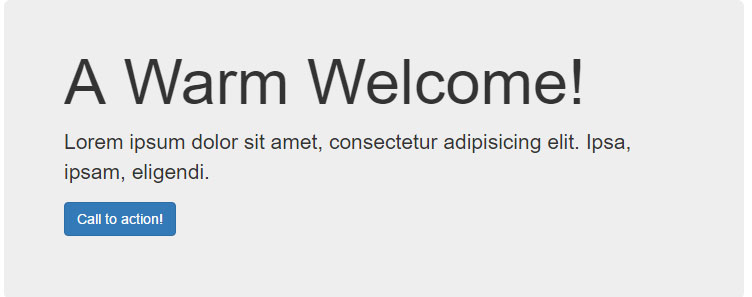 A Warm Welcome!
Lorem ipsum dolor sit amet, consectetur adipisicing elit. Ipsa,
ipsam, eligendi.
Call to action!